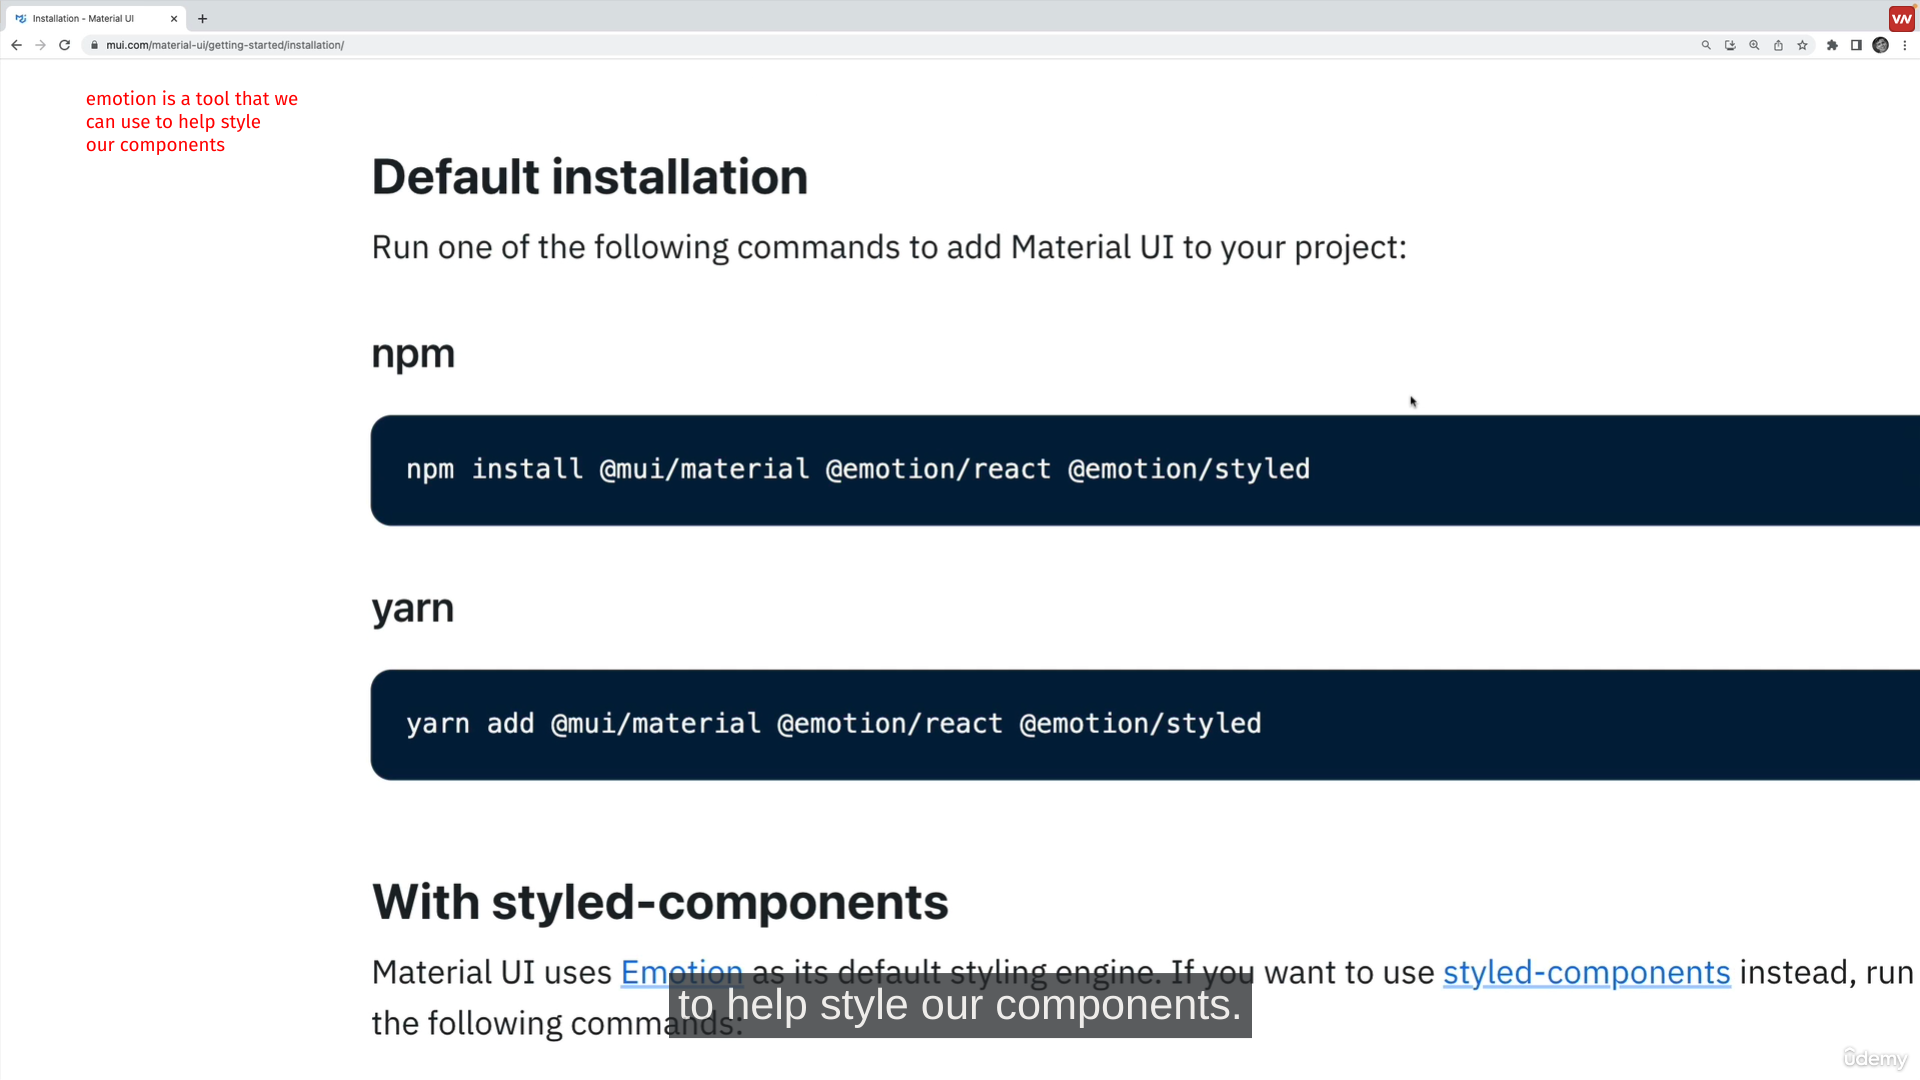 Installation - Material UI
mui.com/material-ui/getting-started/installation/
emotion is a tool that we
can use to help style
our components
Default installation
Run one of the following commands to add Material UI to your project:
npm
npm install @mui/material @emotion/react @emotion/styled
yarn
yarn add @mui/material @emotion/react @emotion/styled
With styled-components
Material UI uses Emotion as its default styling engine. If you want to use styled-components instead, run
the following commands:
to help style our components.
ûdemy